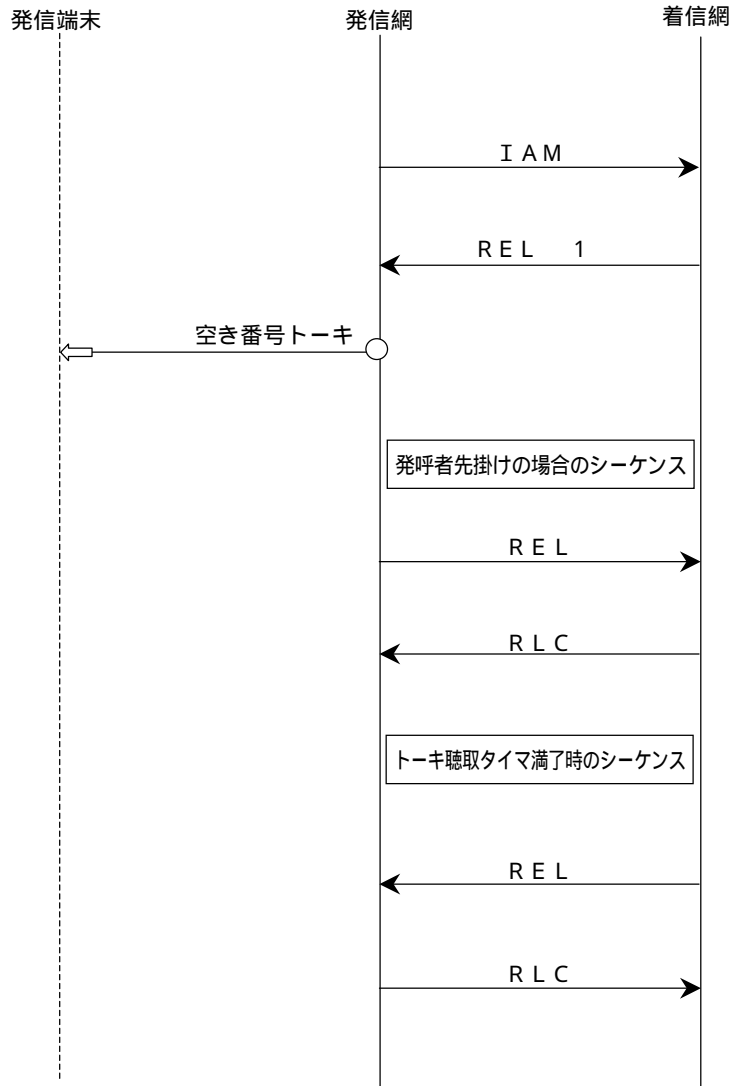 発信端末
発信網
着信網
ＩＡＭ
ＲＥＬ　１
空き番号トーキ
発呼者先掛けの場合のシーケンス
ＲＥＬ
ＲＬＣ
トーキ聴取タイマ満了時のシーケンス
ＲＥＬ
ＲＬＣ